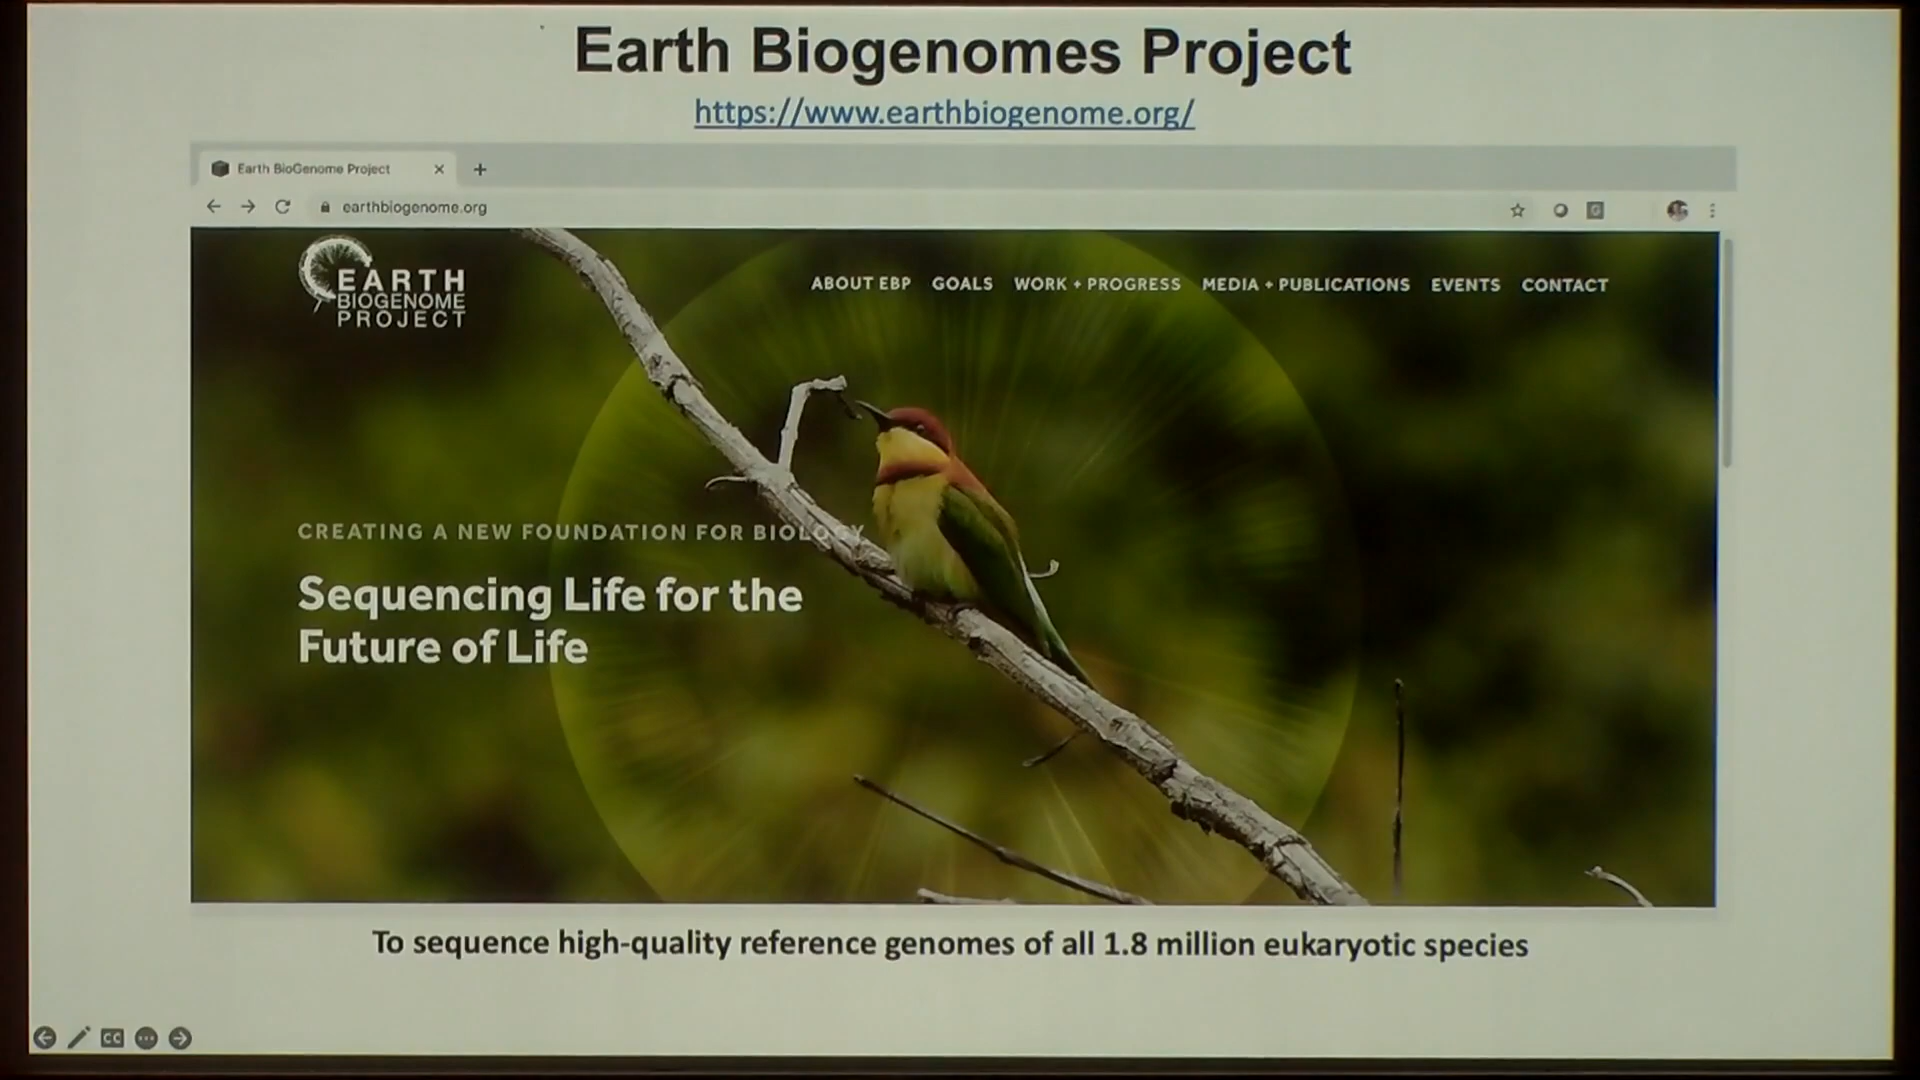 Earth Biogenomes Project
https://www.earthbiogenome.org/
Earth BioGenome Project
earthbiogenome.org
EARTH
BIOGENOME
PROJECT
ABOUT EBP GOALS WORK + PROGRESS MEDIA + PUBLICATIONS EVENTS CONTACT
CREATING A NEW FOUNDATION FOR BIOLOGY
Sequencing Life for the
Future of Life
To sequence high-quality reference genomes of all 1.8 million eukaryotic species
CC